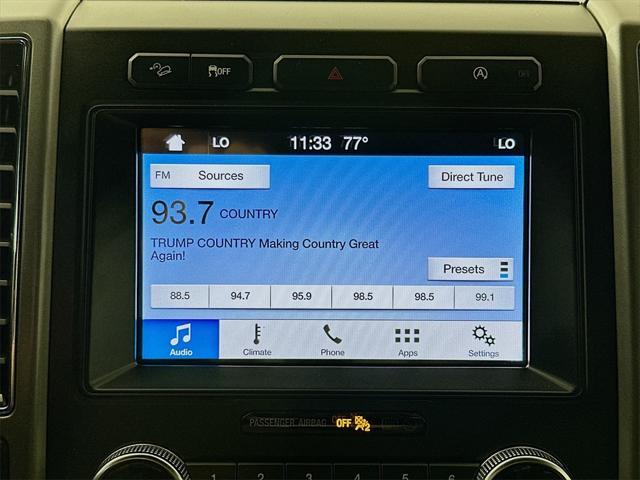 OFF A OFF
LO 11:33 77° LO
FM Sources Direct Tune
93.7 COUNTRY
TRUMP COUNTRY Making Country Great
Again!
Presets
88.5 94.7 95.9 98.5 98.5 99.1
Audio Climate Phone Apps Settings
PASSENGER AIRBAG OFF 2
1 2 3 4 5 6